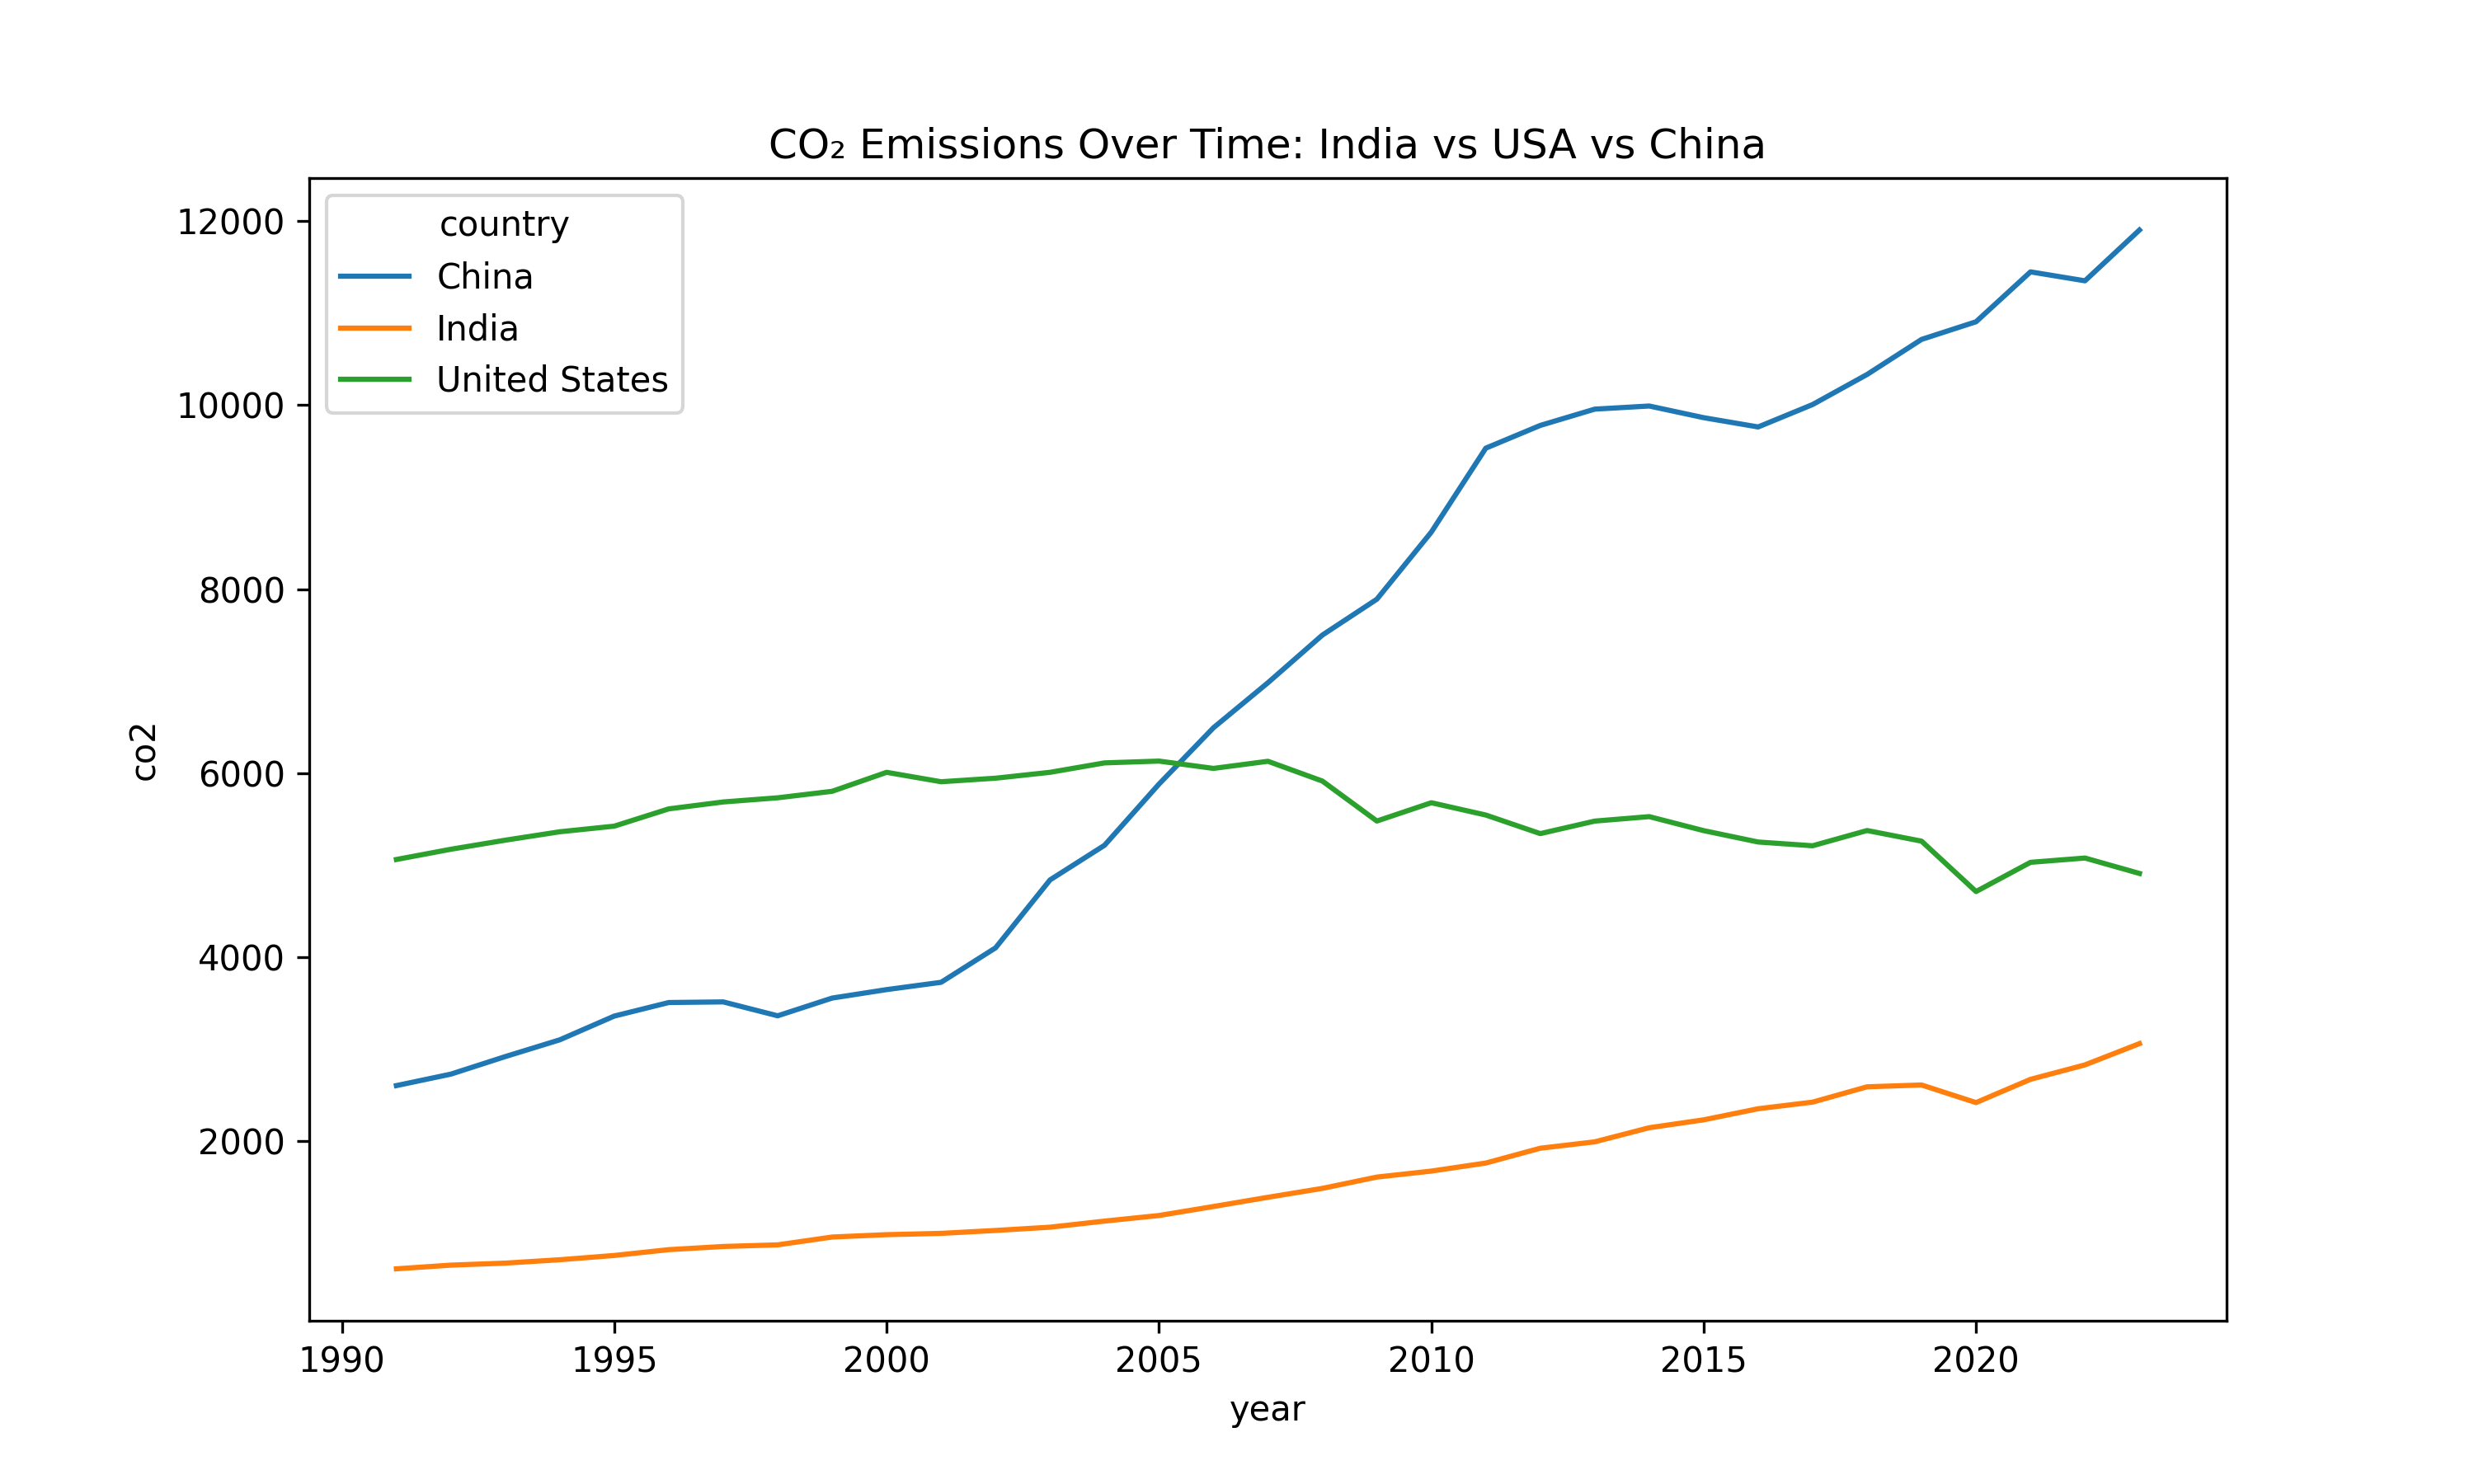 CO₂ Emissions Over Time: India vs USA vs China
country
China
India
United States
12000
10000
8000
6000
4000
2000
co2
1990 1995 2000 2005 2010 2015 2020
year